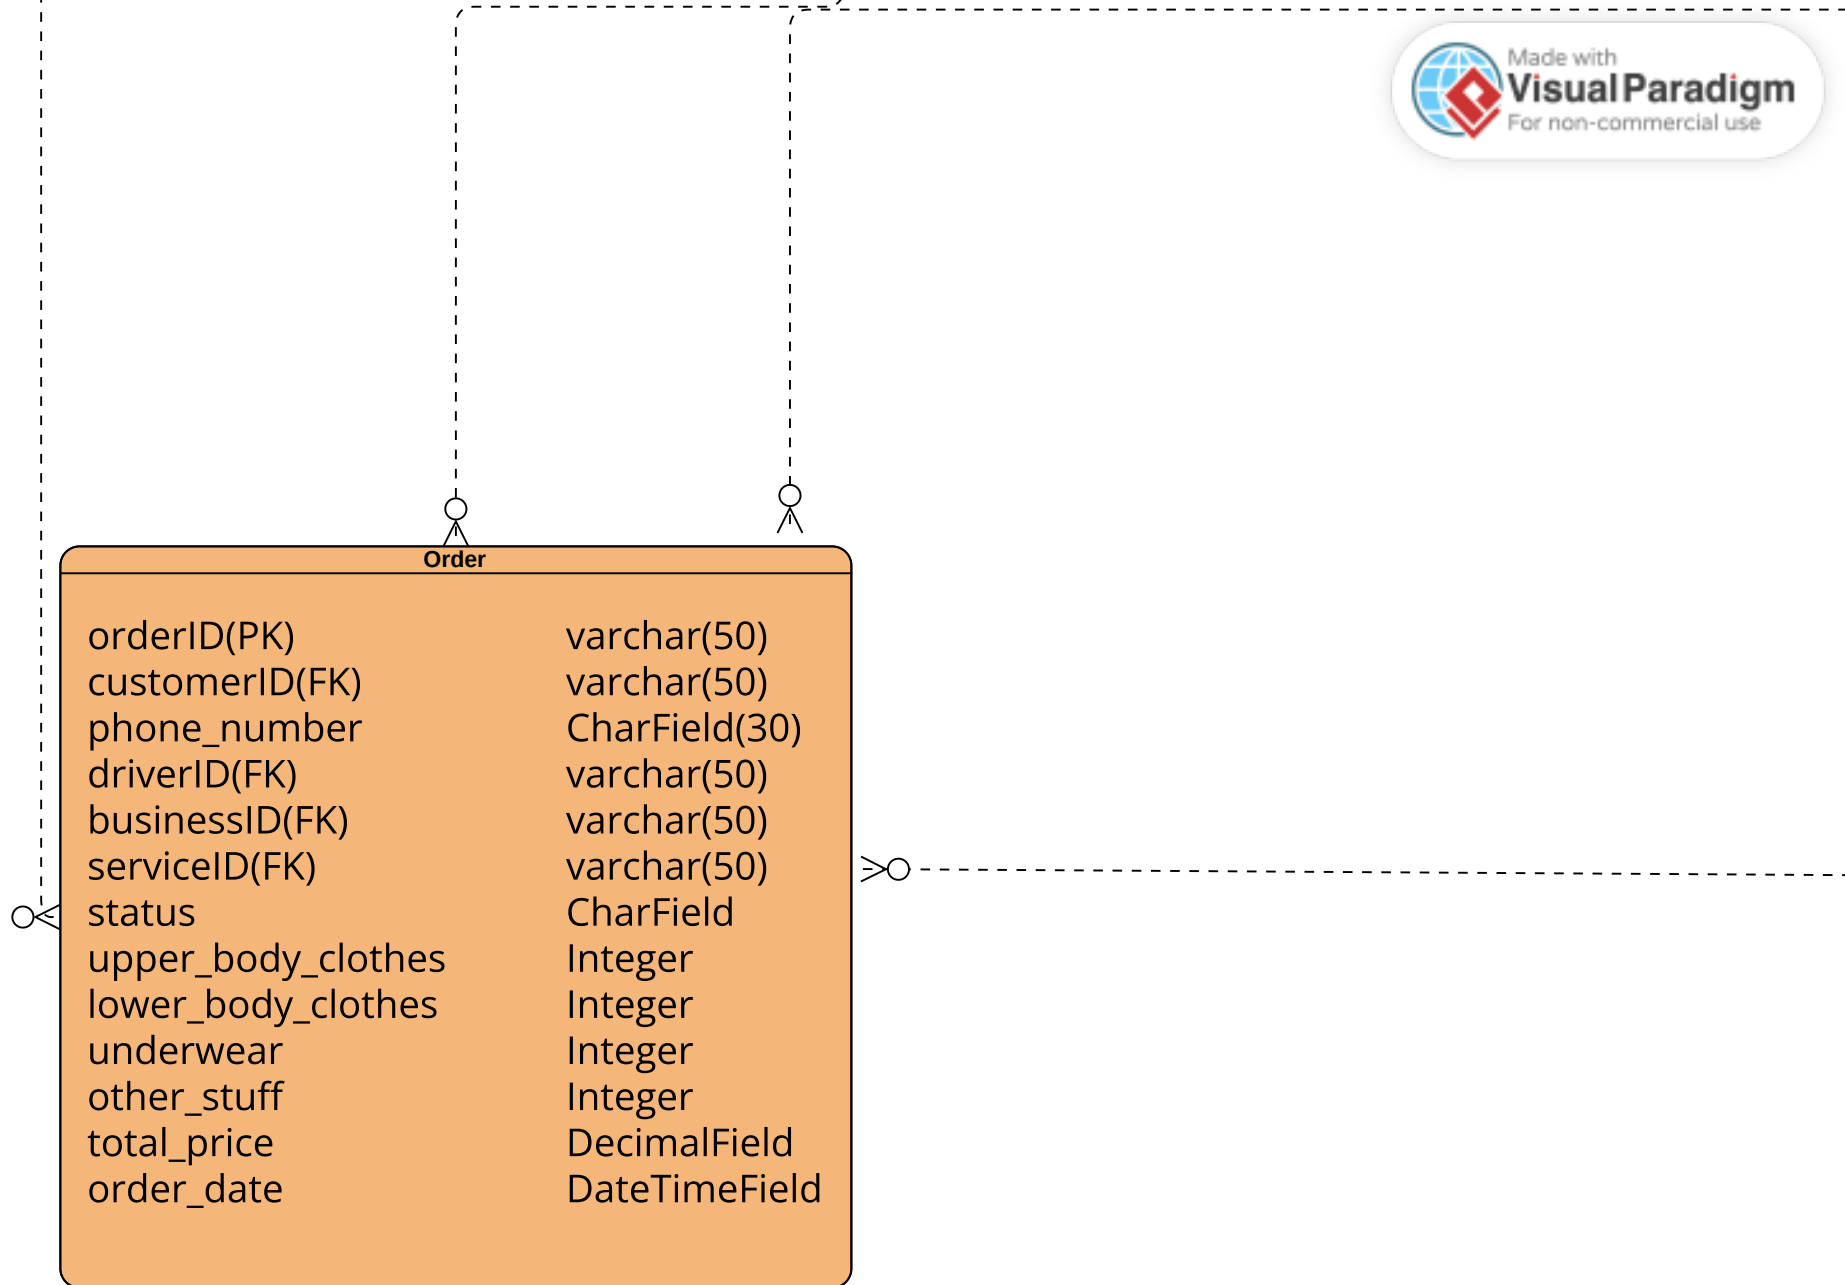 Made with
Visual Paradigm
For non-commercial use
Order
orderID(PK) varchar(50)
customerID(FK) varchar(50)
phone_number CharField(30)
driverID(FK) varchar(50)
businessID(FK) varchar(50)
serviceID(FK) varchar(50)
status CharField
upper_body_clothes Integer
lower_body_clothes Integer
underwear Integer
other_stuff Integer
total_price DecimalField
order_date DateTimeField